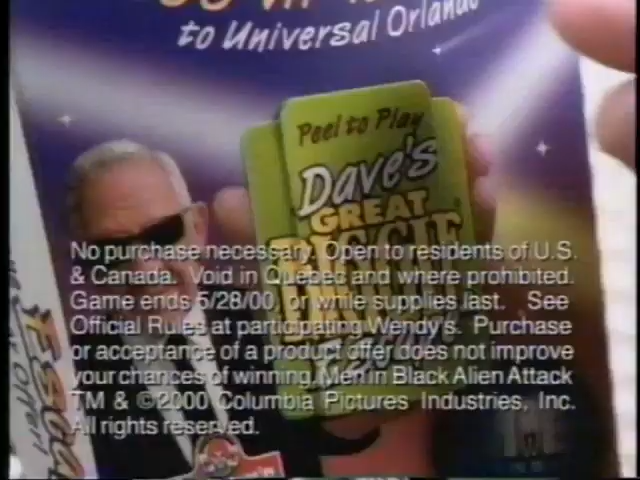 to Universal Orlando
Peel to Play
Dave's
GREAT
BIGGIE
Escape
No purchase necessary. Open to residents of U.S.
& Canada. Void in Quebec and where prohibited.
Game ends 5/28/00, or while supplies last. See
Official Rules at participating Wendy's. Purchase
or acceptance of a product offer does not improve
your chances of winning. Men in Black Alien Attack
TM & ©2000 Columbia Pictures Industries, Inc.
All rights reserved.